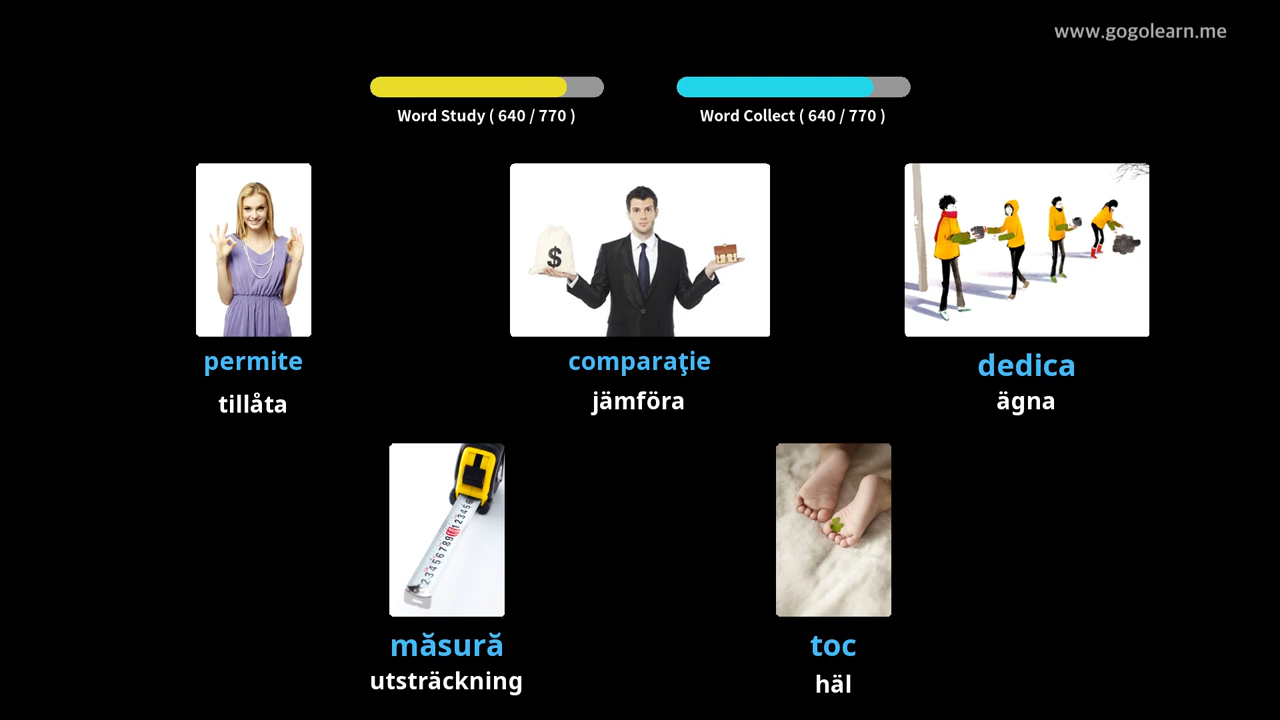 www.gogolearn.me
Word Study ( 640 / 770 )
Word Collect ( 640 / 770 )
$
permite
comparaţie
dedica
tillåta
jämföra
ägna
măsură
toc
utsträckning
häl